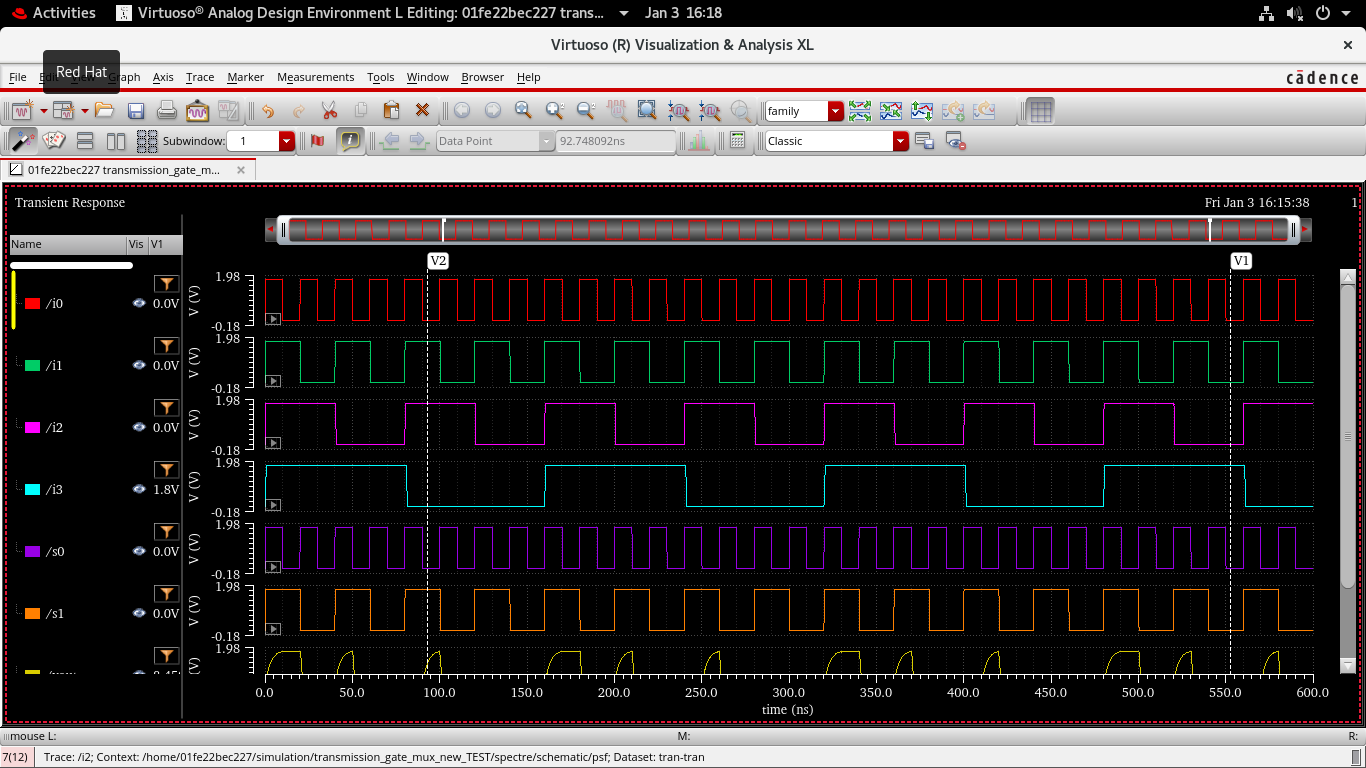 Activities Virtuoso® Analog Design Environment L Editing: 01fe22bec227 trans... Jan 3 16:18
Virtuoso (R) Visualization & Analysis XL
Red Hat
File Graph Axis Trace Marker Measurements Tools Window Browser Help cādence
family
Subwindow: 1 Data Point 92.748092ns Classic
01fe22bec227 transmission_gate_m...
Transient Response Fri Jan 3 16:15:38 1
Name Vis V1
V2 V1
/i0 0.0V V (V) 1.98 -0.18
/i1 0.0V V (V) 1.98 -0.18
/i2 0.0V V (V) 1.98 -0.18
/i3 1.8V V (V) 1.98 -0.18
/s0 0.0V V (V) 1.98 -0.18
/s1 0.0V V (V) 1.98 -0.18
(V) 1.98
0.0 50.0 100.0 150.0 200.0 250.0 300.0 350.0 400.0 450.0 500.0 550.0 600.0
time (ns)
mouse L: M: R:
7(12) Trace: /i2; Context: /home/01fe22bec227/simulation/transmission_gate_mux_new_TEST/spectre/schematic/psf; Dataset: tran-tran